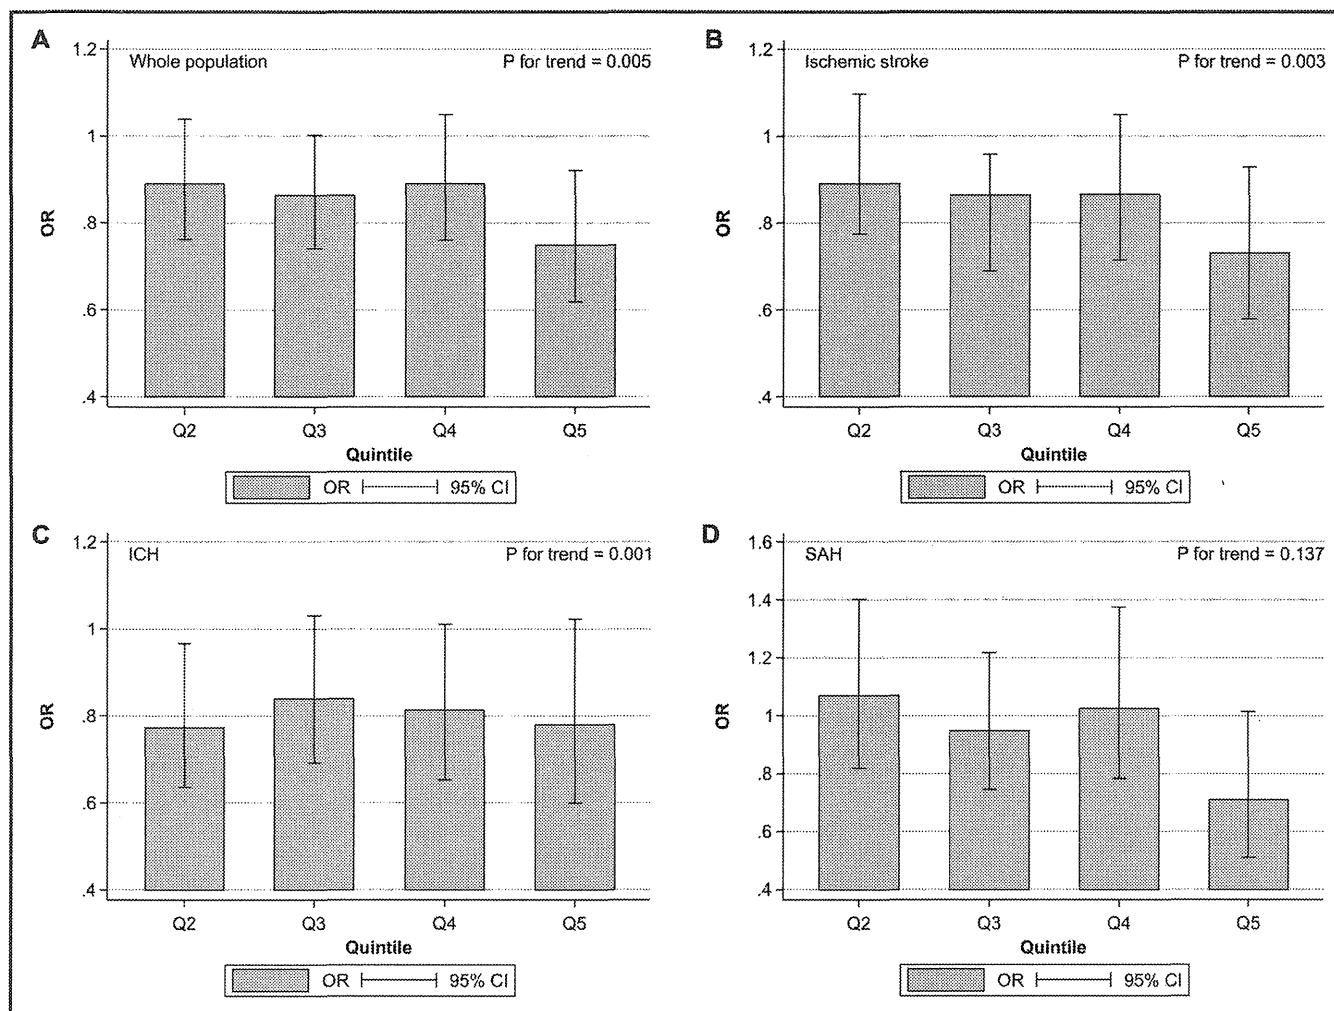 A
Whole population
P for trend = 0.005
1.2
1
.8
.6
.4
OR
Q2 Q3 Q4 Q5
Quintile
OR 95% CI
B
Ischemic stroke
P for trend = 0.003
1.2
1
.8
.6
.4
OR
Q2 Q3 Q4 Q5
Quintile
OR 95% CI
C
ICH
P for trend = 0.001
1.2
1
.8
.6
.4
OR
Q2 Q3 Q4 Q5
Quintile
OR 95% CI
D
SAH
P for trend = 0.137
1.6
1.4
1.2
1
.8
.6
.4
OR
Q2 Q3 Q4 Q5
Quintile
OR 95% CI